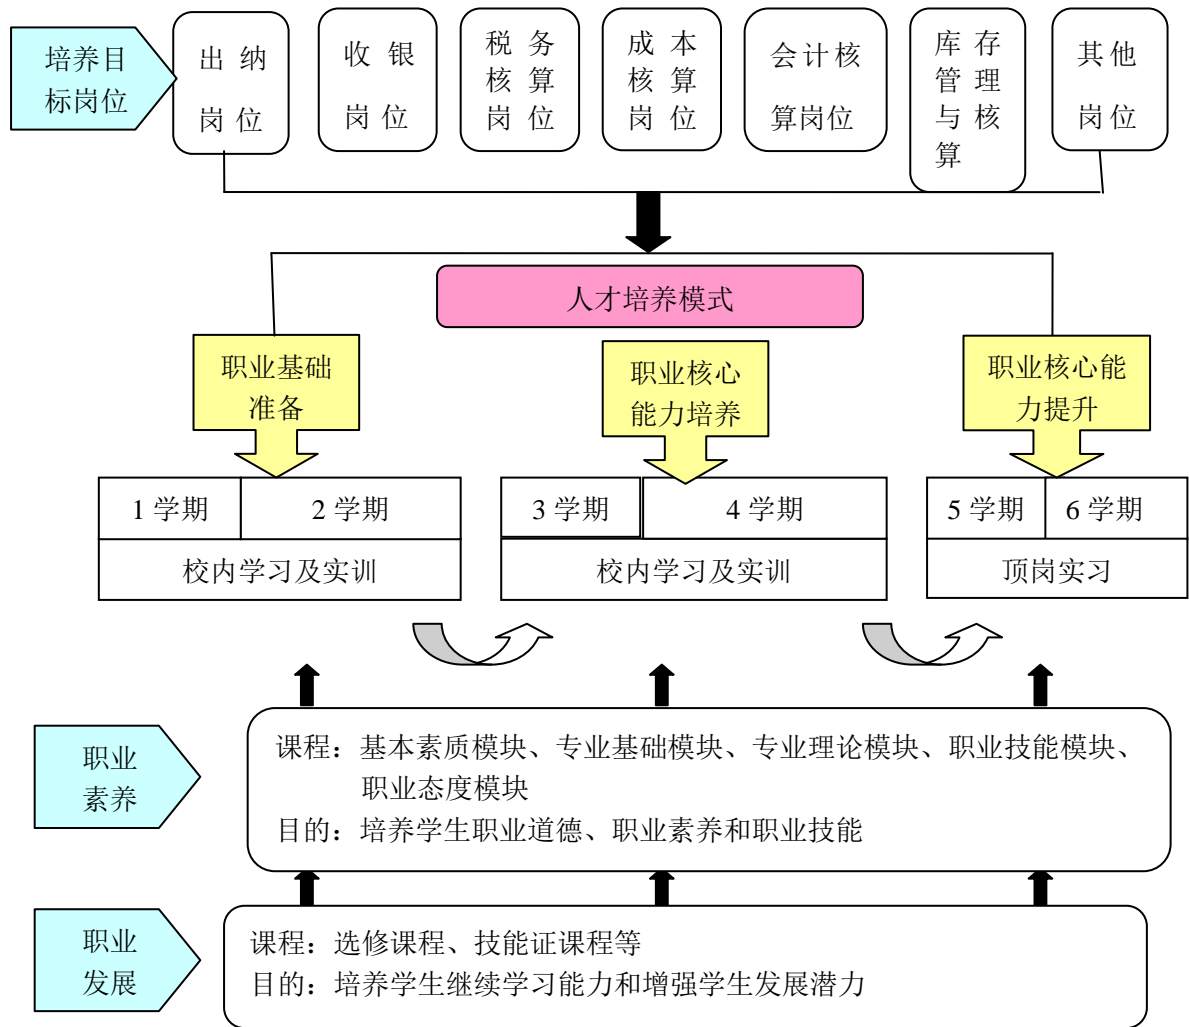 培养目
标岗位
出 纳
岗 位
收 银
岗 位
税 务
核 算
岗 位
成 本
核 算
岗 位
会计核
算岗位
库 存
管 理
与 核
算
其他
岗位
人才培养模式
职业基础
准备
职业核心
能力培养
职业核心能
力提升
1 学期
2 学期
校内学习及实训
3 学期
4 学期
校内学习及实训
5 学期
6 学期
顶岗实习
职业
素养
课程：基本素质模块、专业基础模块、专业理论模块、职业技能模块、
职业态度模块
目的：培养学生职业道德、职业素养和职业技能
职业
发展
课程：选修课程、技能证课程等
目的：培养学生继续学习能力和增强学生发展潜力